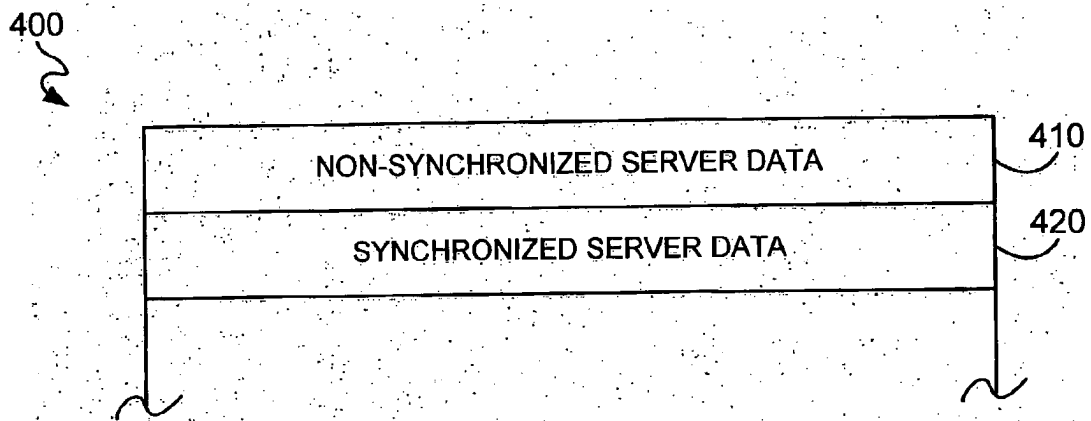 400
NON-SYNCHRONIZED SERVER DATA
410
SYNCHRONIZED SERVER DATA
420